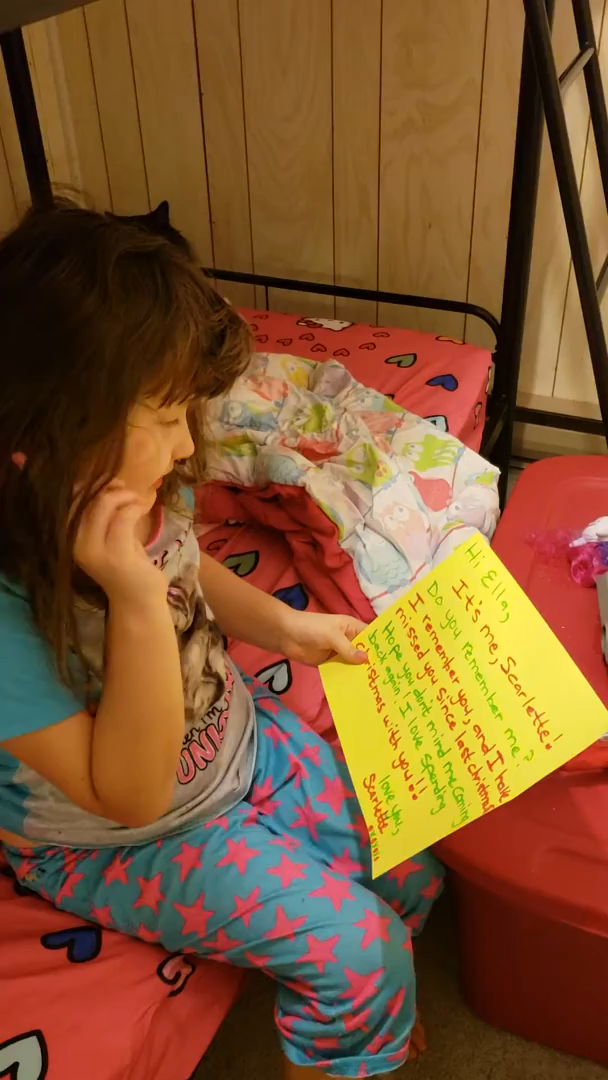 Hi Ella,
It's me, Scarlette!
Do you remember me?
I remember you, and I have
missed you since last christmas
Hope you dont mind me coming
back again. I love spending
christmas with you!!
love you,
Scarlette